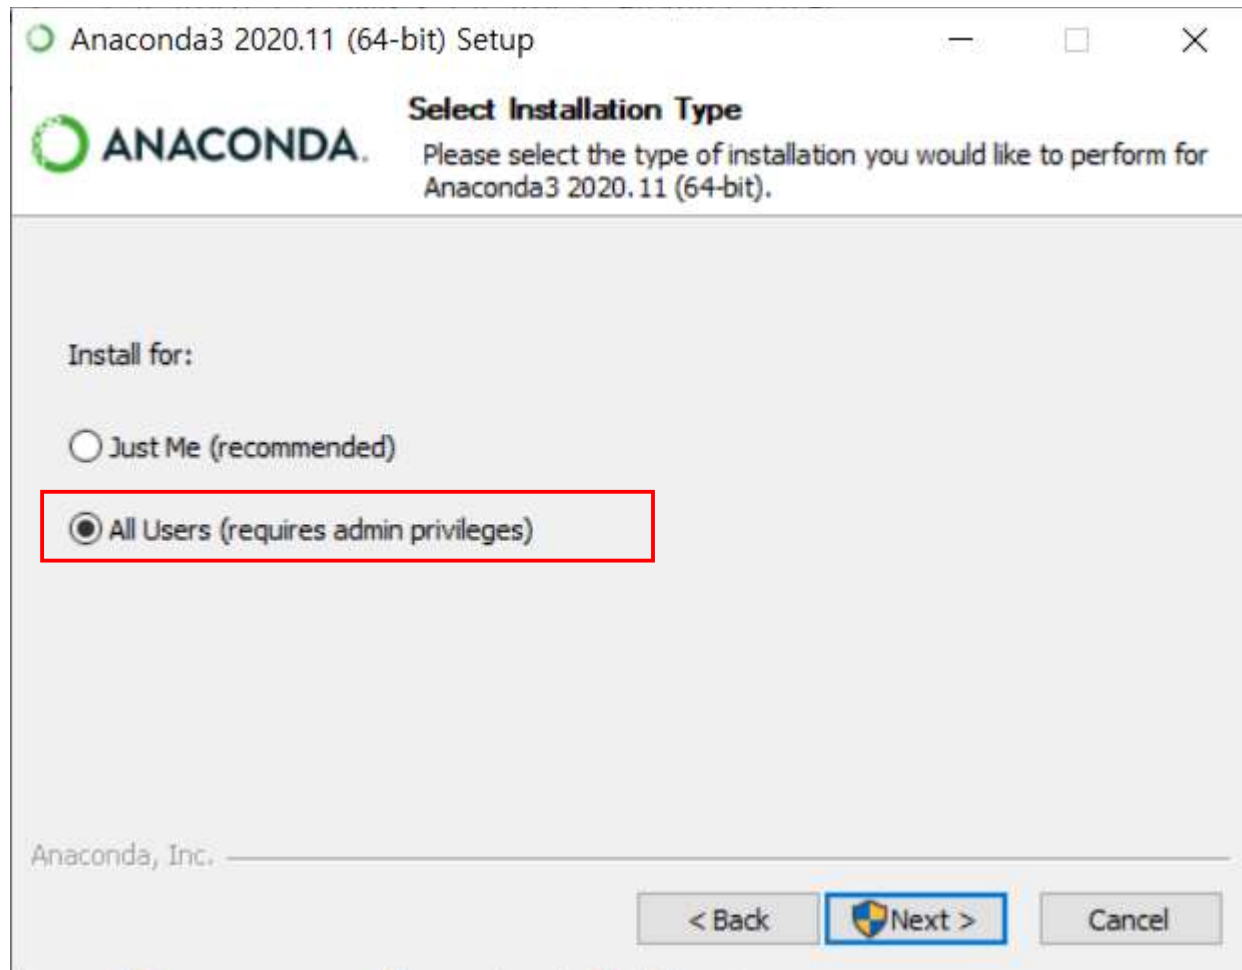 Anaconda3 2020.11 (64-bit) Setup
ANACONDA.
Select Installation Type
Please select the type of installation you would like to perform for
Anaconda3 2020.11 (64-bit).
Install for:
Just Me (recommended)
All Users (requires admin privileges)
Anaconda, Inc.
< Back
Next >
Cancel